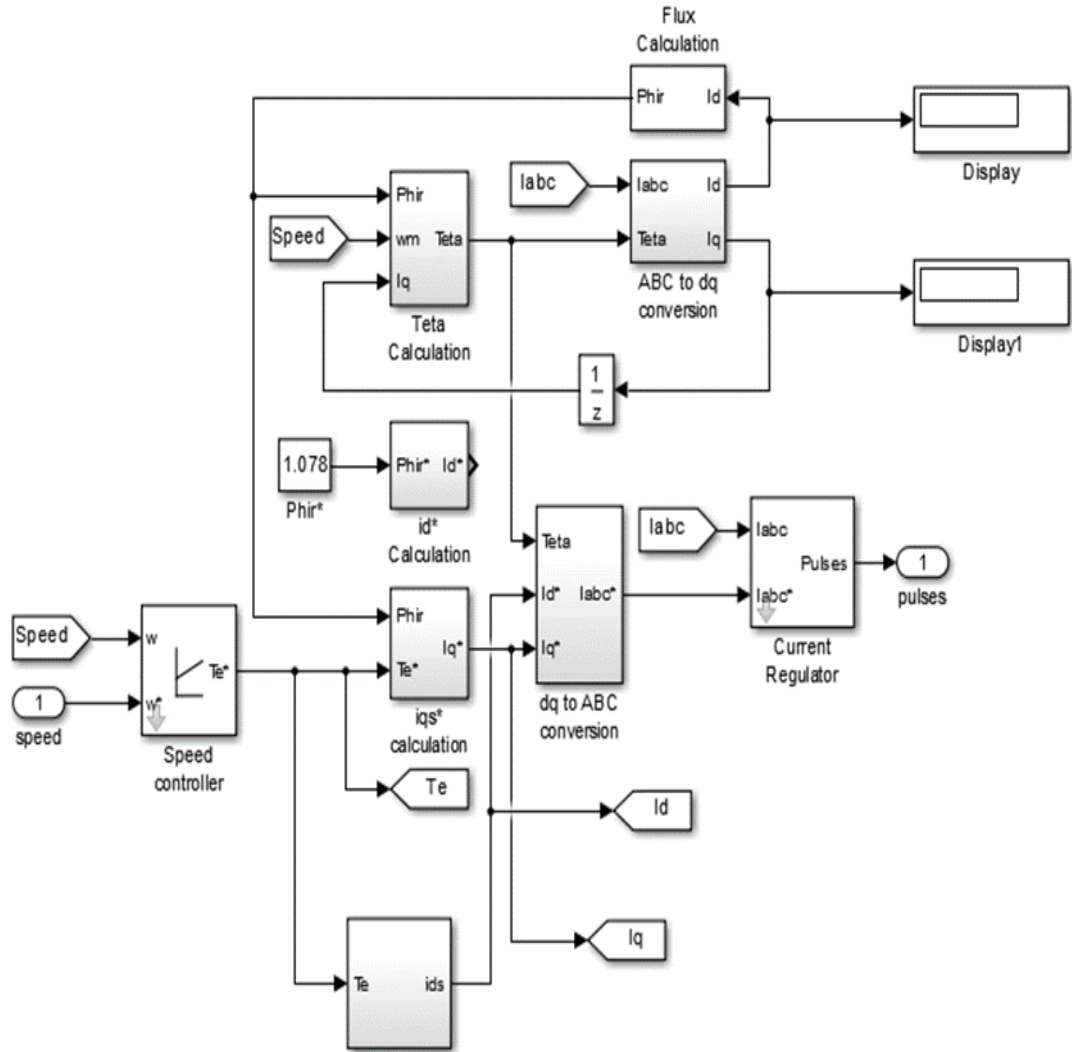 Flux
Calculation
Phir Id
Display
Iabc
Iabc Id
Teta Iq
ABC to dq
conversion
Phir
Speed
wm Teta
Iq
Teta
Calculation
Display1
1
z
1.078
Phir*
Phir* Id*
id*
Calculation
Iabc
Iabc
Pulses
Iabc*
Current
Regulator
1
pulses
Teta
Id* Iabc*
Iq*
dq to ABC
conversion
Phir
Iq*
Te*
iqs*
calculation
Speed
w
Te*
w*
1
speed
Speed
controller
Te
Id
Iq
Te ids